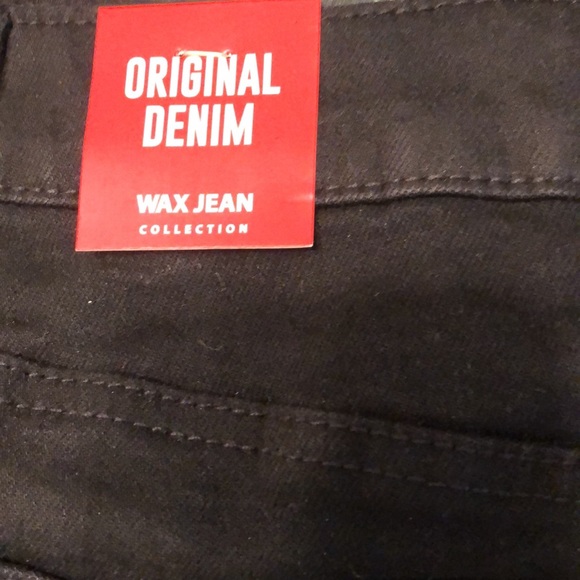 ORIGINAL
DENIM
WAX JEAN
COLLECTION